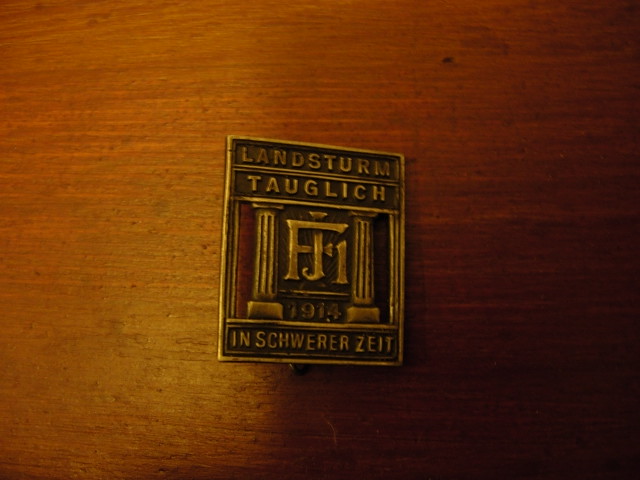 LANDSTURM
TAUGLICH
FJI
1914
IN SCHWERER ZEIT